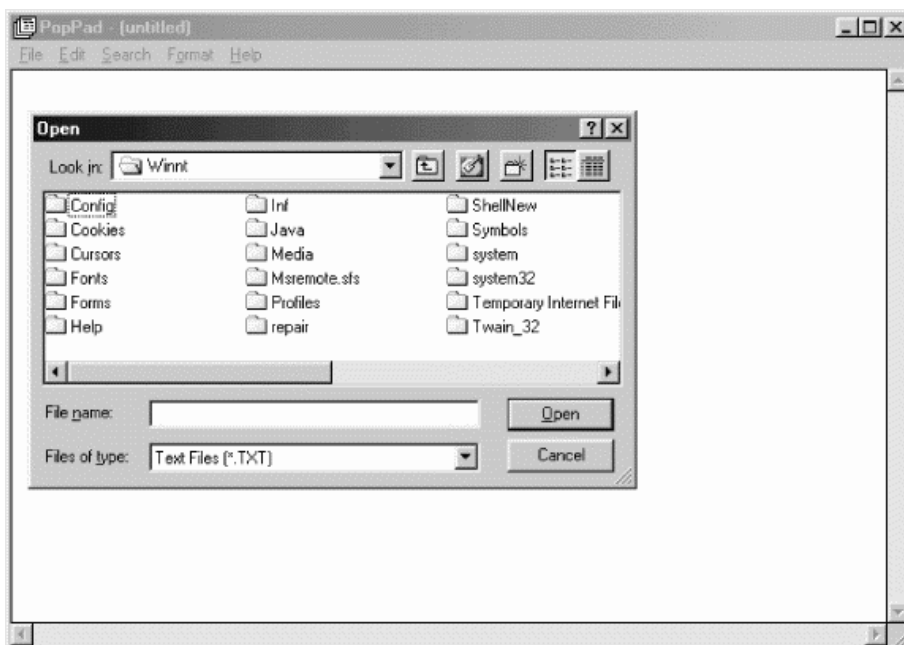 PopPad - (untitled)
File Edit Search Format Help
Open
Look in: Winnt
Config Inf ShellNew
Cookies Java Symbols
Cursors Media system
Fonts Msremote.sfs system32
Forms Profiles Temporary Internet Fil
Help repair Twain_32
File name: Open
Files of type: Text Files (*.TXT) Cancel